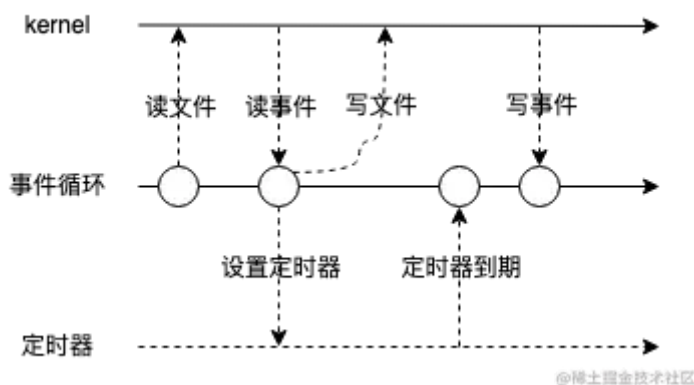 kernel
读文件
读事件
写文件
写事件
事件循环
设置定时器
定时器到期
定时器
@稀土掘金技术社区